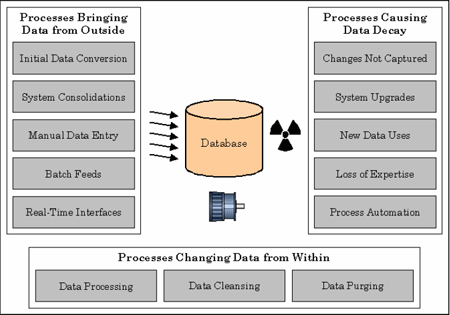 Processes Bringing
Data from Outside
Initial Data Conversion
System Consolidations
Manual Data Entry
Batch Feeds
Real-Time Interfaces
Database
Processes Causing
Data Decay
Changes Not Captured
System Upgrades
New Data Uses
Loss of Expertise
Process Automation
Processes Changing Data from Within
Data Processing
Data Cleansing
Data Purging